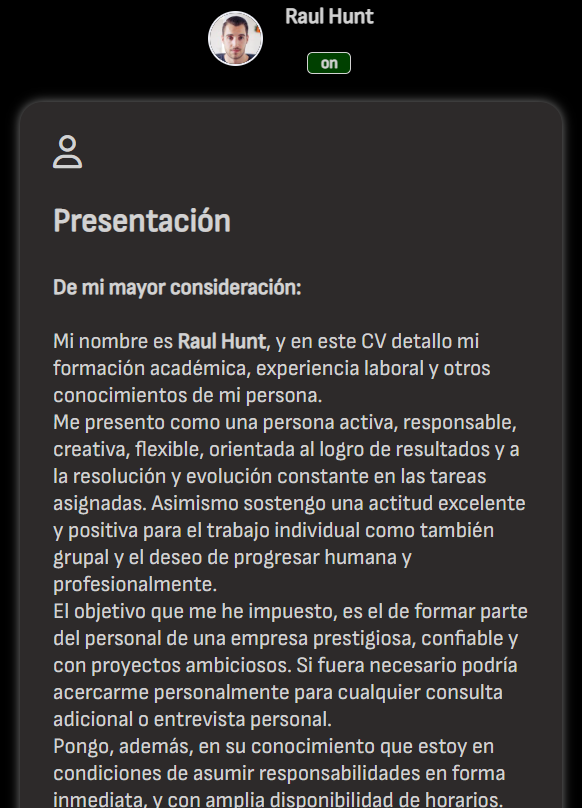 Raul Hunt
on
Presentación
De mi mayor consideración:
Mi nombre es Raul Hunt, y en este CV detallo mi
formación académica, experiencia laboral y otros
conocimientos de mi persona.
Me presento como una persona activa, responsable,
creativa, flexible, orientada al logro de resultados y a
la resolución y evolución constante en las tareas
asignadas. Asimismo sostengo una actitud excelente
y positiva para el trabajo individual como también
grupal y el deseo de progresar humana y
profesionalmente.
El objetivo que me he impuesto, es el de formar parte
del personal de una empresa prestigiosa, confiable y
con proyectos ambiciosos. Si fuera necesario podría
acercarme personalmente para cualquier consulta
adicional o entrevista personal.
Pongo, además, en su conocimiento que estoy en
condiciones de asumir responsabilidades en forma
inmediata, y con amplia disponibilidad de horarios.